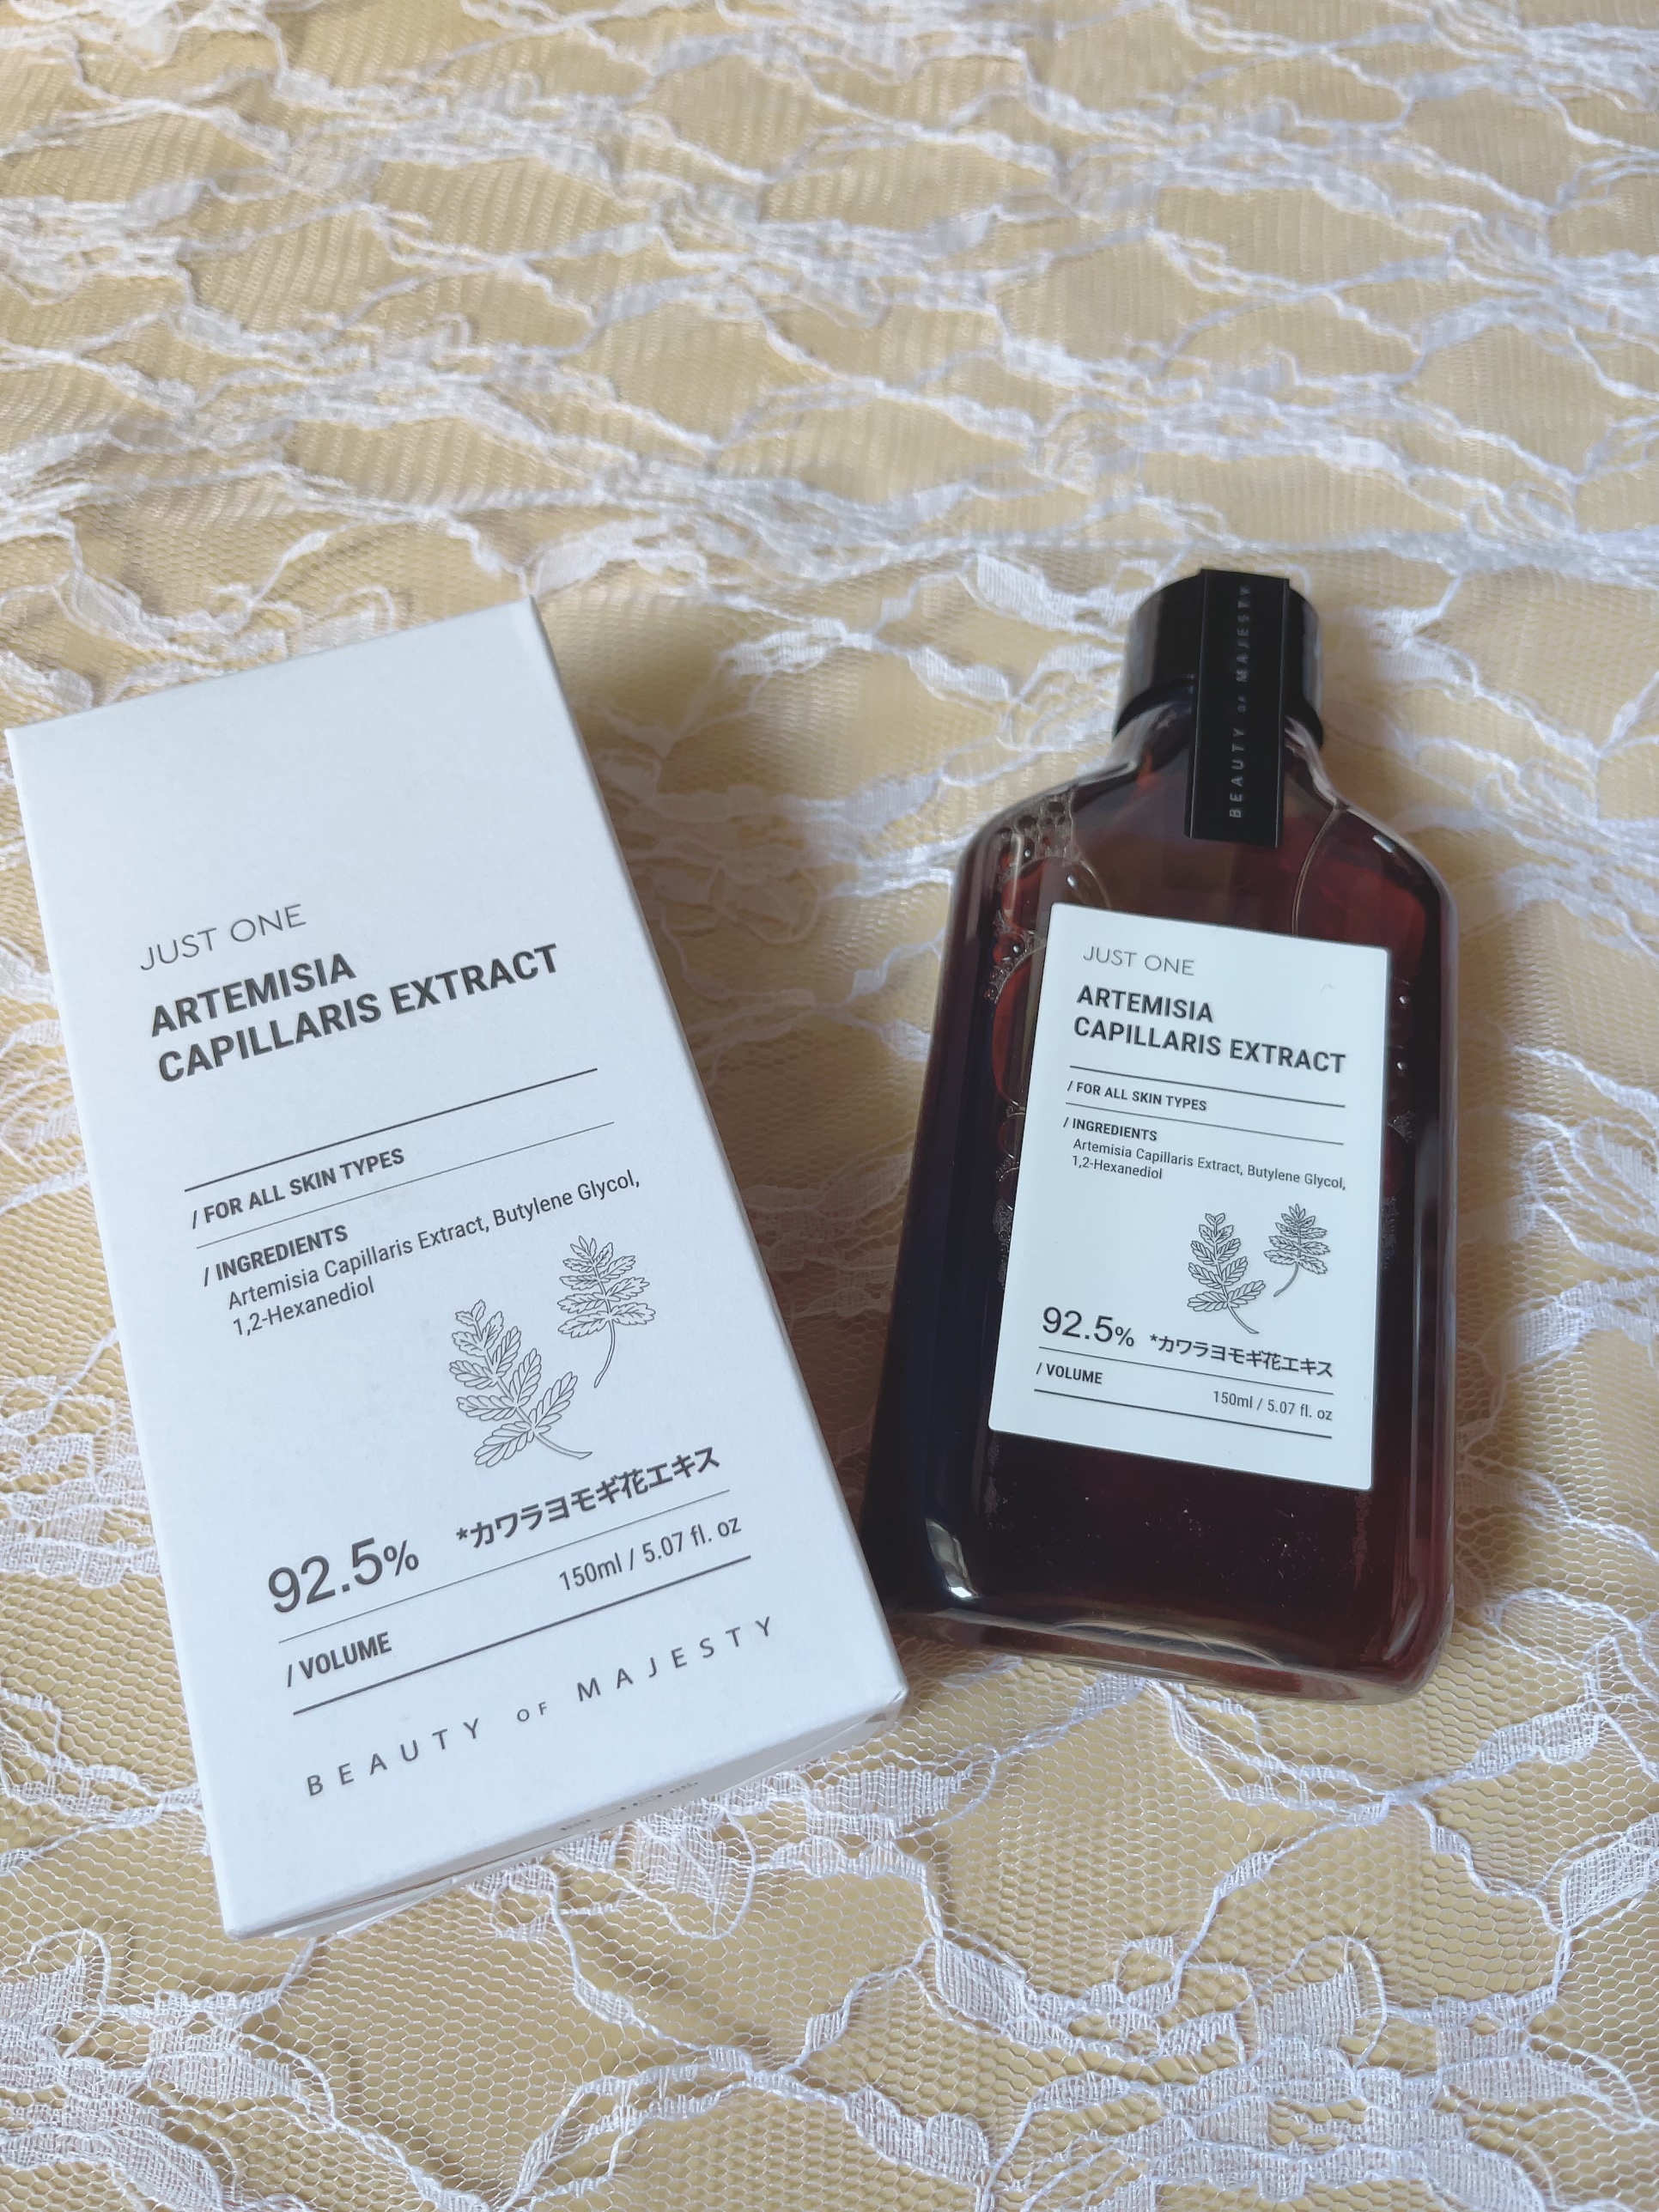 JUST ONE
ARTEMISIA
CAPILLARIS EXTRACT
/ FOR ALL SKIN TYPES
/ INGREDIENTS
Artemisia Capillaris Extract, Butylene Glycol,
1,2-Hexanediol
92.5% *カワラヨモギ花エキス
/ VOLUME 150ml / 5.07 fl. oz
BEAUTY OF MAJESTY
BEAUTY OF MAJESTY
JUST ONE
ARTEMISIA
CAPILLARIS EXTRACT
/ FOR ALL SKIN TYPES
/ INGREDIENTS
Artemisia Capillaris Extract, Butylene Glycol,
1,2-Hexanediol
92.5% *カワラヨモギ花エキス
/ VOLUME 150ml / 5.07 fl. oz